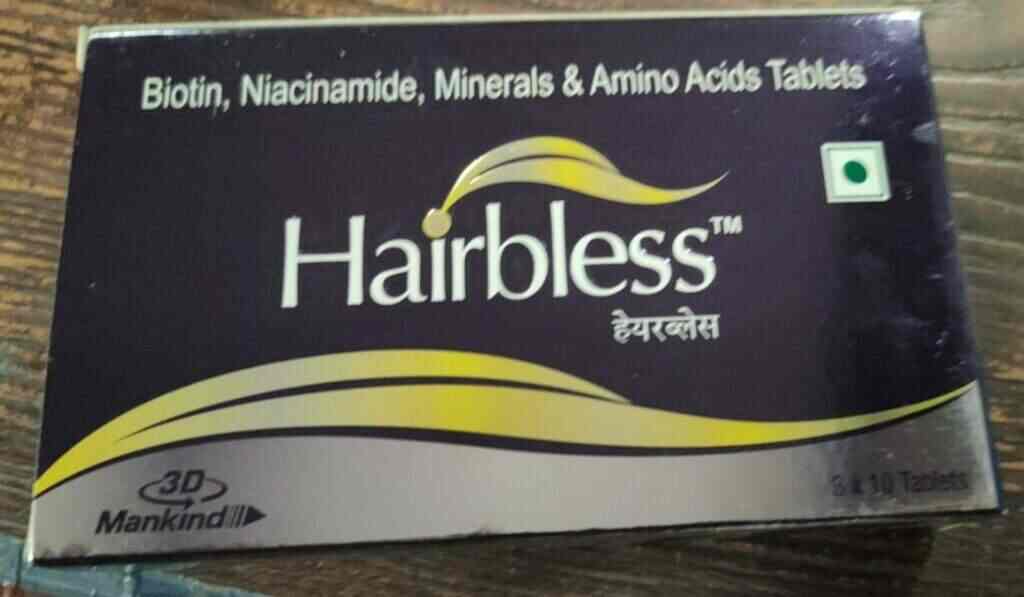 Biotin, Niacinamide, Minerals & Amino Acids Tablets
Hairbless™
हेयरब्लेस
3 x 10 Tablets
3D
Mankind